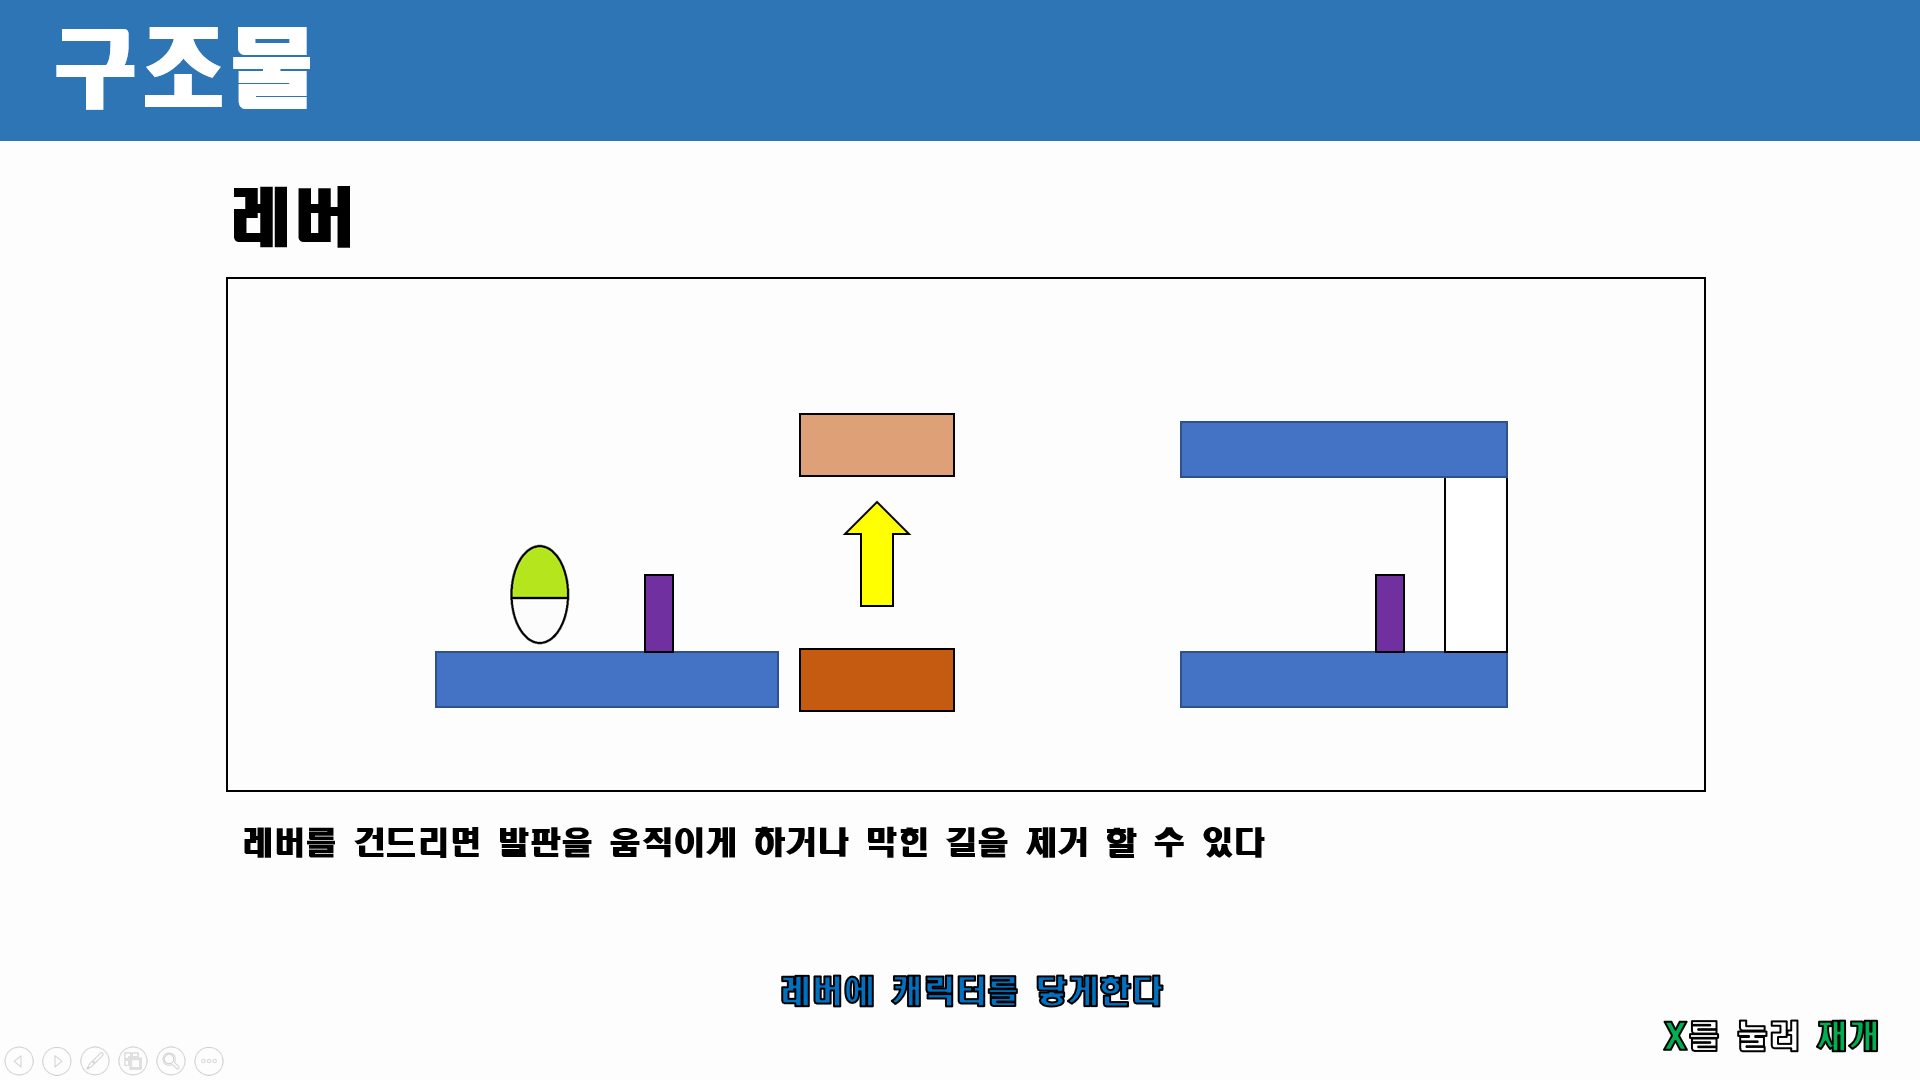 구조물
레버
레버를 건드리면 발판을 움직이게 하거나 막힌 길을 제거 할 수 있다
레버에 캐릭터를 닿게한다
X를 눌러 재개